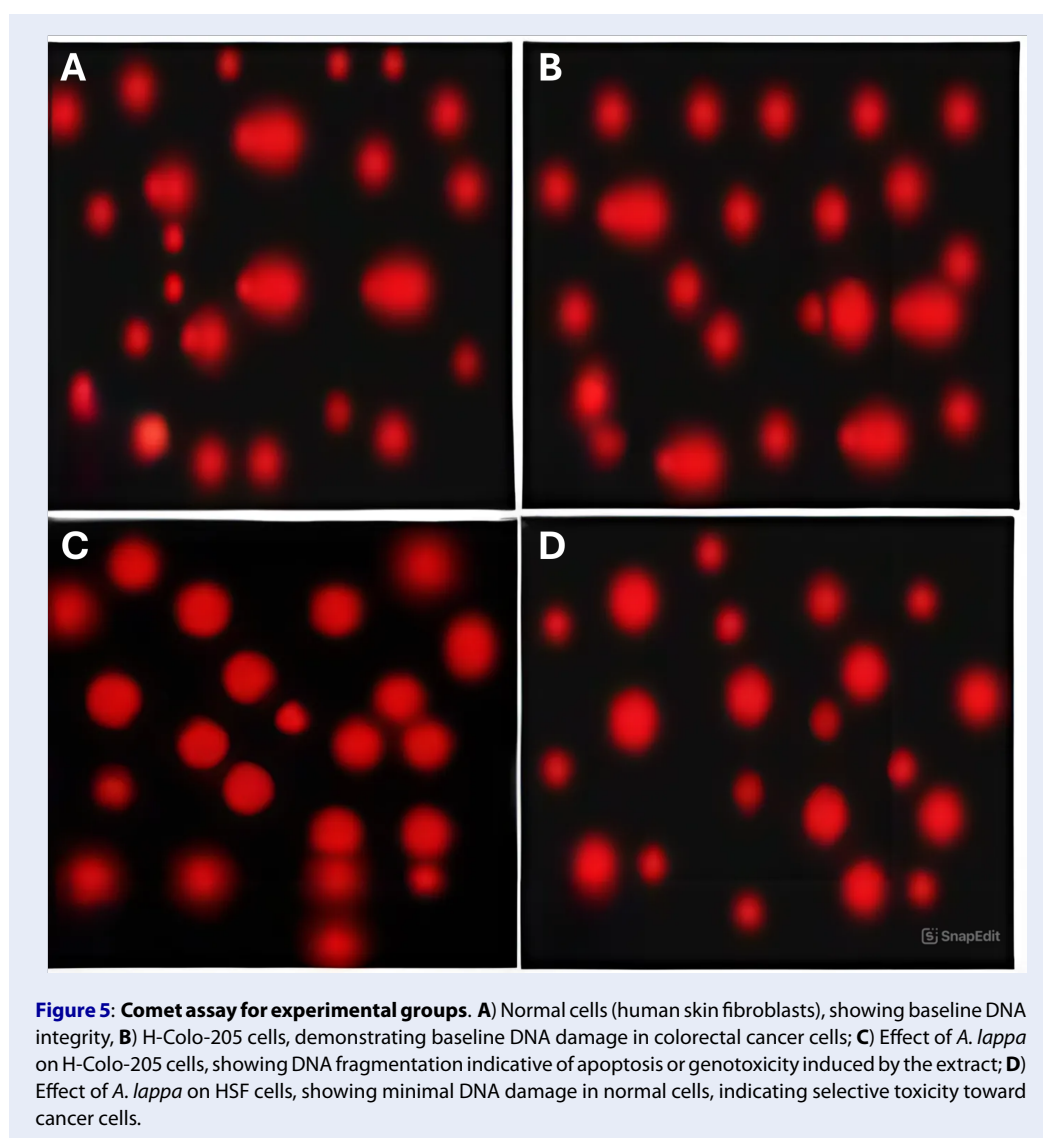 A
B
C
D
SnapEdit
Figure 5: Comet assay for experimental groups. A) Normal cells (human skin fibroblasts), showing baseline DNA
integrity, B) H-Colo-205 cells, demonstrating baseline DNA damage in colorectal cancer cells; C) Effect of A. lappa
on H-Colo-205 cells, showing DNA fragmentation indicative of apoptosis or genotoxicity induced by the extract; D)
Effect of A. lappa on HSF cells, showing minimal DNA damage in normal cells, indicating selective toxicity toward
cancer cells.